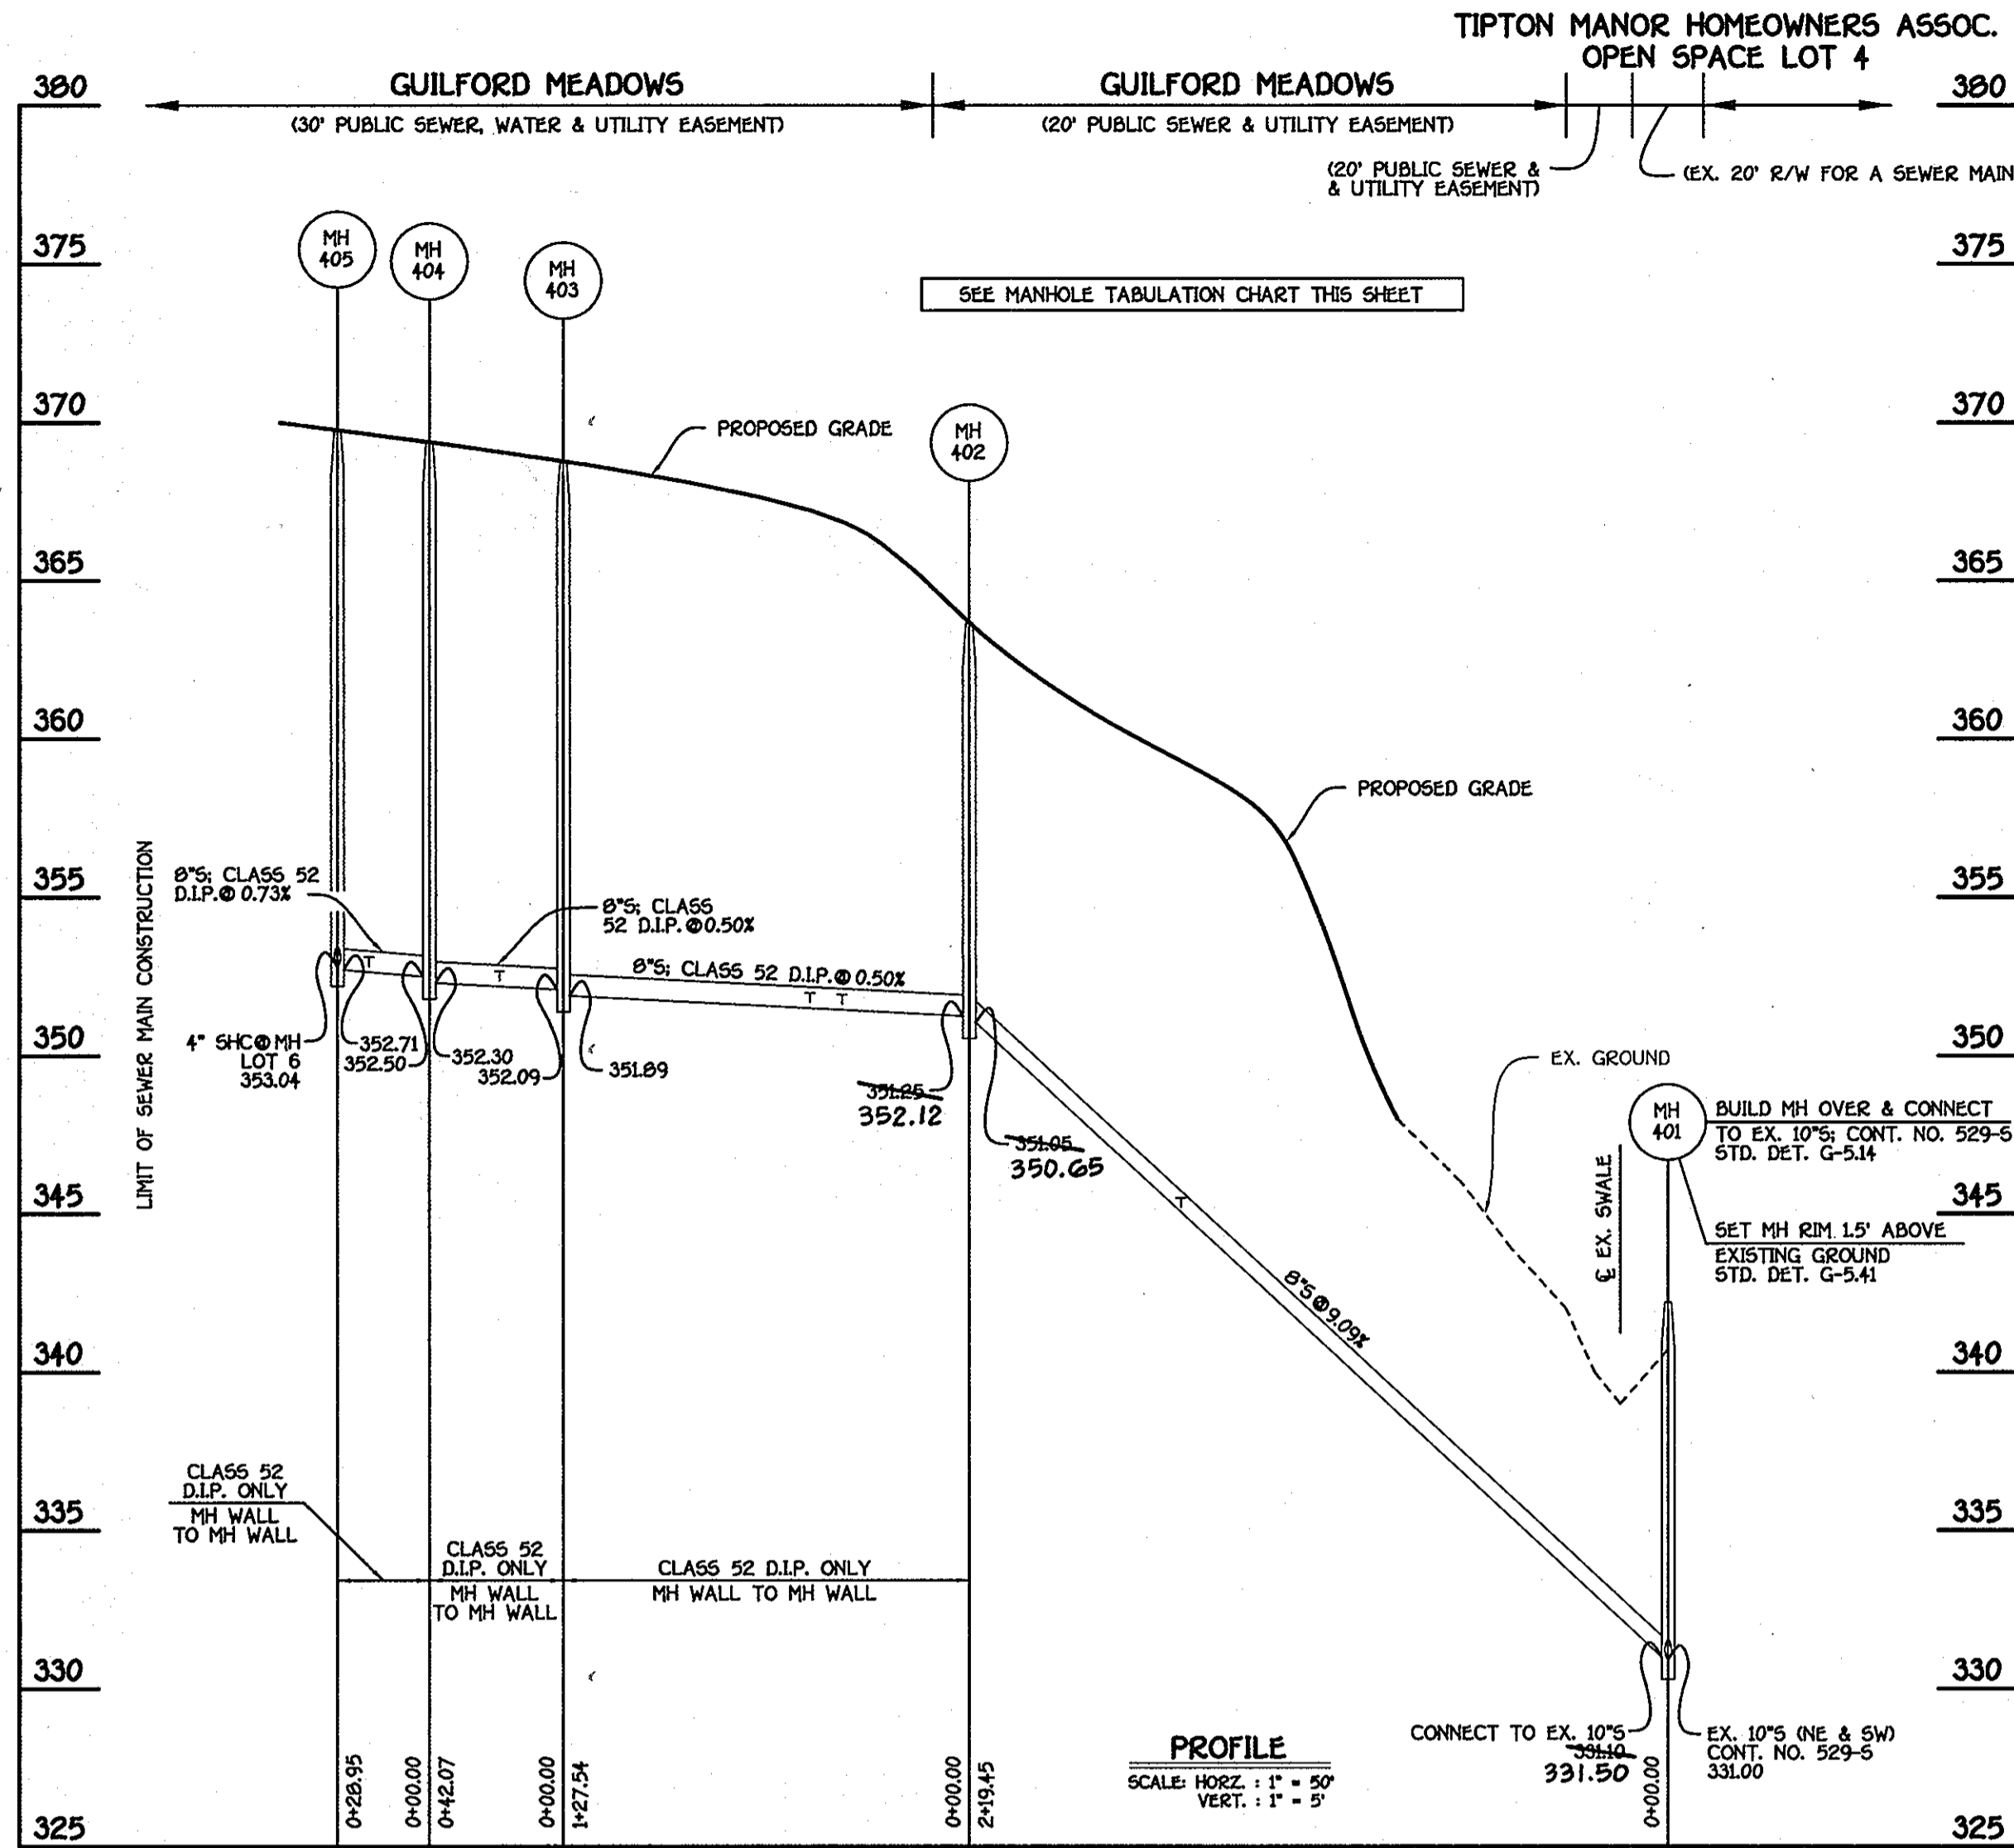 TIPTON MANOR HOMEOWNERS ASSOC.
OPEN SPACE LOT 4
380
GUILFORD MEADOWS
GUILFORD MEADOWS
380
(30' PUBLIC SEWER, WATER & UTILITY EASEMENT)
(20' PUBLIC SEWER & UTILITY EASEMENT)
(20' PUBLIC SEWER &
& UTILITY EASEMENT)
(EX. 20' R/W FOR A SEWER MAIN
MH
405
MH
404
MH
403
375
375
SEE MANHOLE TABULATION CHART THIS SHEET
370
370
PROPOSED GRADE
MH
402
365
365
360
360
PROPOSED GRADE
LIMIT OF SEWER MAIN CONSTRUCTION
355
355
8"S; CLASS 52
D.I.P.@ 0.73%
8"S; CLASS
52 D.I.P.@0.50%
8"S; CLASS 52 D.I.P.@ 0.50%
T
T
T T
350
350
4" SHC@MH
LOT 6
353.04
352.71
352.50
352.30
352.09
351.89
351.25
352.12
351.05
350.65
EX. GROUND
MH
401
BUILD MH OVER & CONNECT
TO EX. 10"S; CONT. NO. 529-S
STD. DET. G-5.14
345
345
T
℄ EX. SWALE
SET MH RIM 1.5' ABOVE
EXISTING GROUND
STD. DET. G-5.41
8"S@9.09%
340
340
335
335
CLASS 52
D.I.P. ONLY
MH WALL
TO MH WALL
CLASS 52
D.I.P. ONLY
MH WALL
TO MH WALL
CLASS 52 D.I.P. ONLY
MH WALL TO MH WALL
330
330
CONNECT TO EX. 10"S
331.10
331.50
EX. 10"S (NE & SW)
CONT. NO. 529-S
331.00
PROFILE
SCALE: HORZ. : 1" = 50'
VERT. : 1" = 5'
0+28.95
0+00.00
0+42.07
0+00.00
1+27.54
0+00.00
2+19.45
0+00.00
325
325